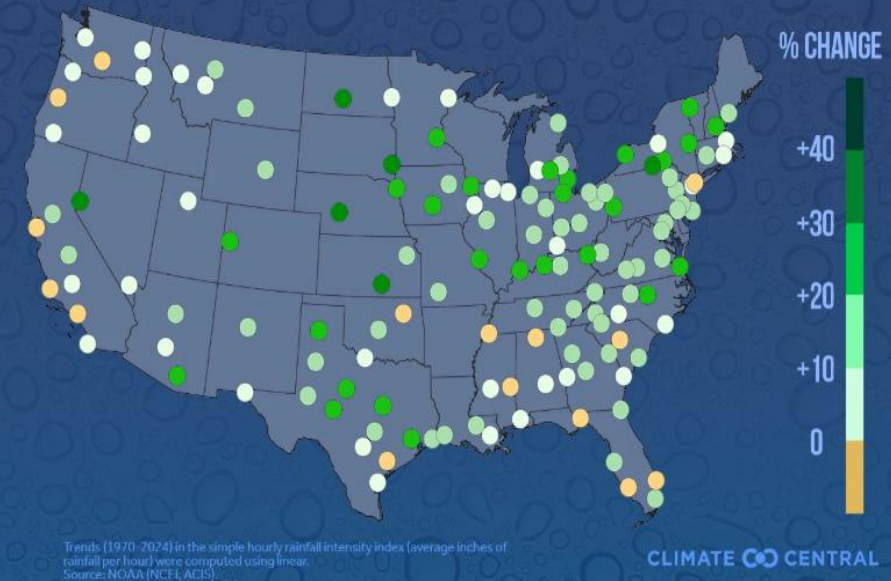 % CHANGE
+40
+30
+20
+10
0
Trends (1970-2024) in the simple hourly rainfall intensity index (average inches of
rainfall per hour) were computed using linear.
Source: NOAA (NCEI, ACIS).
CLIMATE CENTRAL